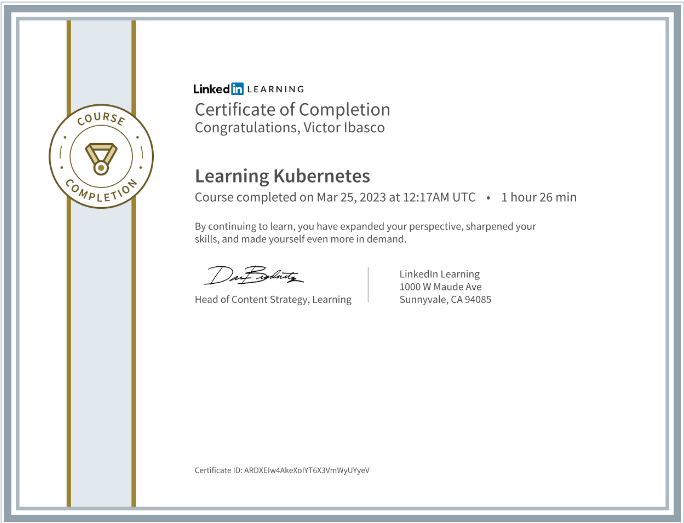 COURSE
COMPLETION
Linked in LEARNING
Certificate of Completion
Congratulations, Victor Ibasco
Learning Kubernetes
Course completed on Mar 25, 2023 at 12:17AM UTC • 1 hour 26 min
By continuing to learn, you have expanded your perspective, sharpened your
skills, and made yourself even more in demand.
Head of Content Strategy, Learning
LinkedIn Learning
1000 W Maude Ave
Sunnyvale, CA 94085
Certificate ID: